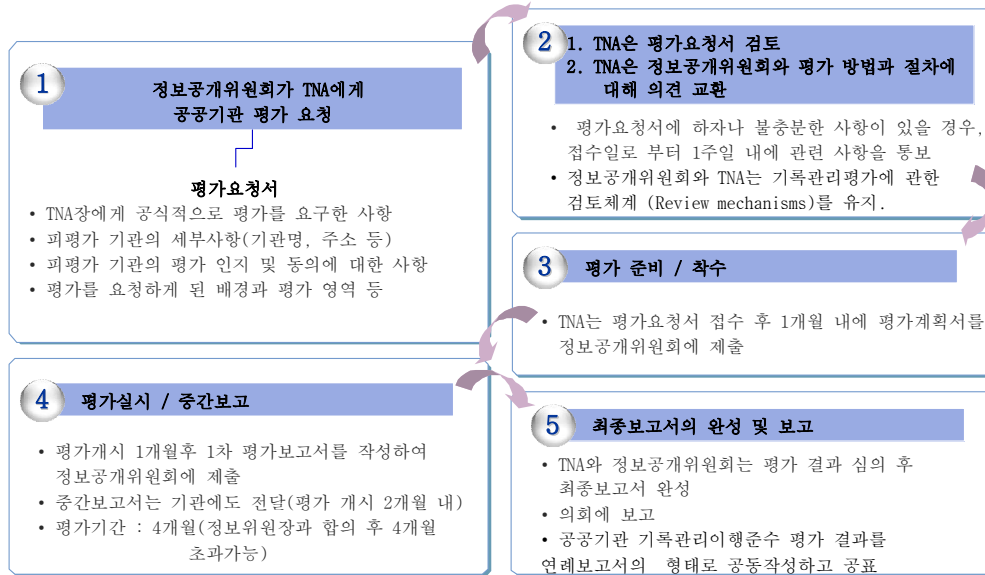 1
정보공개위원회가 TNA에게
공공기관 평가 요청
평가요청서
• TNA장에게 공식적으로 평가를 요구한 사항
• 피평가 기관의 세부사항(기관명, 주소 등)
• 피평가 기관의 평가 인지 및 동의에 대한 사항
• 평가를 요청하게 된 배경과 평가 영역 등
2
1. TNA은 평가요청서 검토
2. TNA은 정보공개위원회와 평가 방법과 절차에
대해 의견 교환
• 평가요청서에 하자나 불충분한 사항이 있을 경우,
접수일로 부터 1주일 내에 관련 사항을 통보
• 정보공개위원회와 TNA는 기록관리평가에 관한
검토체계 (Review mechanisms)를 유지.
3
평가 준비 / 착수
• TNA는 평가요청서 접수 후 1개월 내에 평가계획서를
정보공개위원회에 제출
4
평가실시 / 중간보고
• 평가개시 1개월후 1차 평가보고서를 작성하여
정보공개위원회에 제출
• 중간보고서는 기관에도 전달(평가 개시 2개월 내)
• 평가기간 : 4개월(정보위원장과 합의 후 4개월
초과가능)
5
최종보고서의 완성 및 보고
• TNA와 정보공개위원회는 평가 결과 심의 후
최종보고서 완성
• 의회에 보고
• 공공기관 기록관리이행준수 평가 결과를
연례보고서의 형태로 공동작성하고 공표